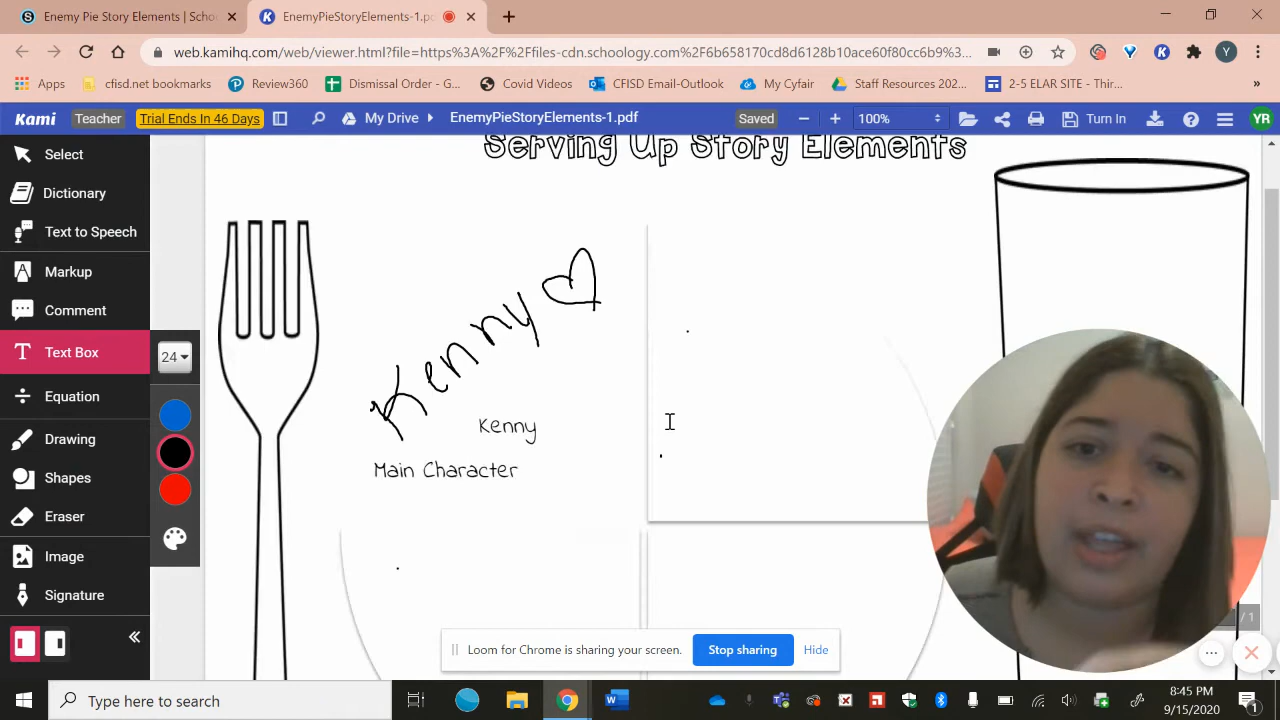 Enemy Pie Story Elements | Schoo
EnemyPieStoryElements-1.pd
web.kamihq.com/web/viewer.html?file=https%3A%2F%2Ffiles-cdn.schoology.com%2F6b658170cd8d6128b10ace60f80cc6b9%3...
Y
Apps
cfisd.net bookmarks
Review360
Dismissal Order - G...
Covid Videos
CFISD Email-Outlook
My Cyfair
Staff Resources 202...
2-5 ELAR SITE - Thir...
Kami
Teacher
Trial Ends In 46 Days
My Drive
EnemyPieStoryElements-1.pdf
Saved
100%
Turn In
YR
Select
Dictionary
Text to Speech
Markup
Comment
Text Box
Equation
Drawing
Shapes
Eraser
Image
Signature
24
Serving Up Story Elements
Kenny
Kenny
Main Character
/ 1
Loom for Chrome is sharing your screen.
Stop sharing
Hide
Type here to search
8:45 PM
9/15/2020